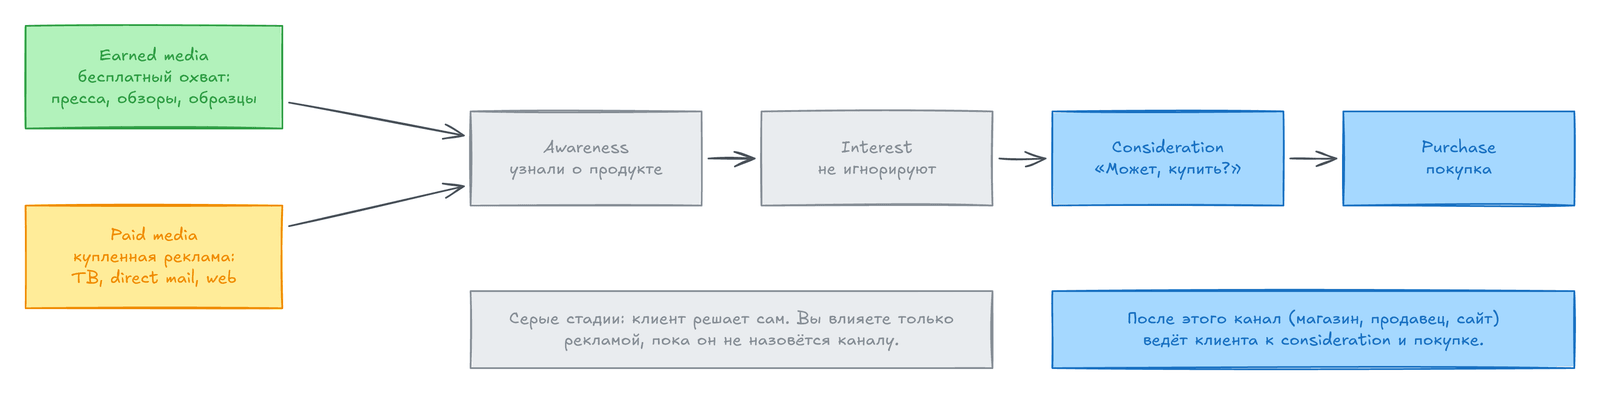 Earned media
бесплатный охват:
пресса, обзоры, образцы
Paid media
купленная реклама:
ТВ, direct mail, web
Awareness
узнали о продукте
Interest
не игнорируют
Consideration
«Может, купить?»
Purchase
покупка
Серые стадии: клиент решает сам. Вы влияете только
рекламой, пока он не назовётся каналу.
После этого канал (магазин, продавец, сайт)
ведёт клиента к consideration и покупке.